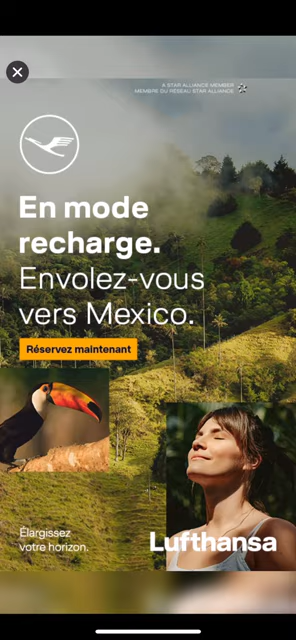 A STAR ALLIANCE MEMBER
MEMBRE DU RÉSEAU STAR ALLIANCE
En mode
recharge.
Envolez-vous
vers Mexico.
Réservez maintenant
Élargissez
votre horizon.
Lufthansa